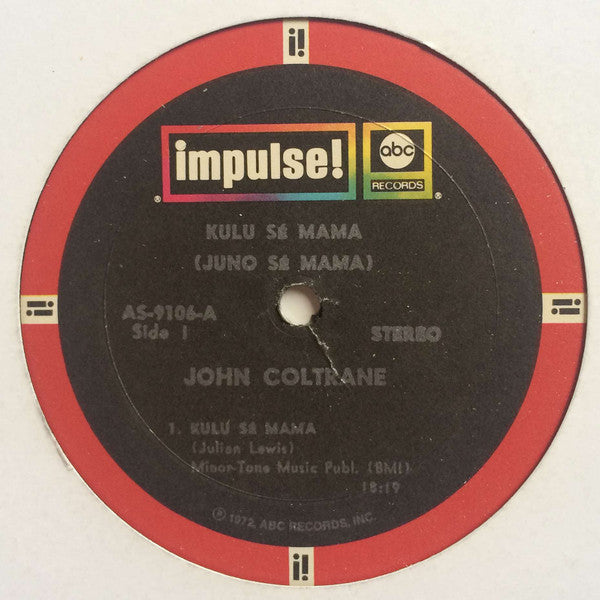 i!
impulse!
abc
RECORDS
®
®
KULU SÉ MAMA
(JUNO SÉ MAMA)
AS-9106-A
Side 1
STEREO
JOHN COLTRANE
1. KULU SÉ MAMA
(Julian Lewis)
Minor-Tone Music Publ. (BMI)
18:19
℗ 1972, ABC RECORDS, INC.
i!
i!
i!